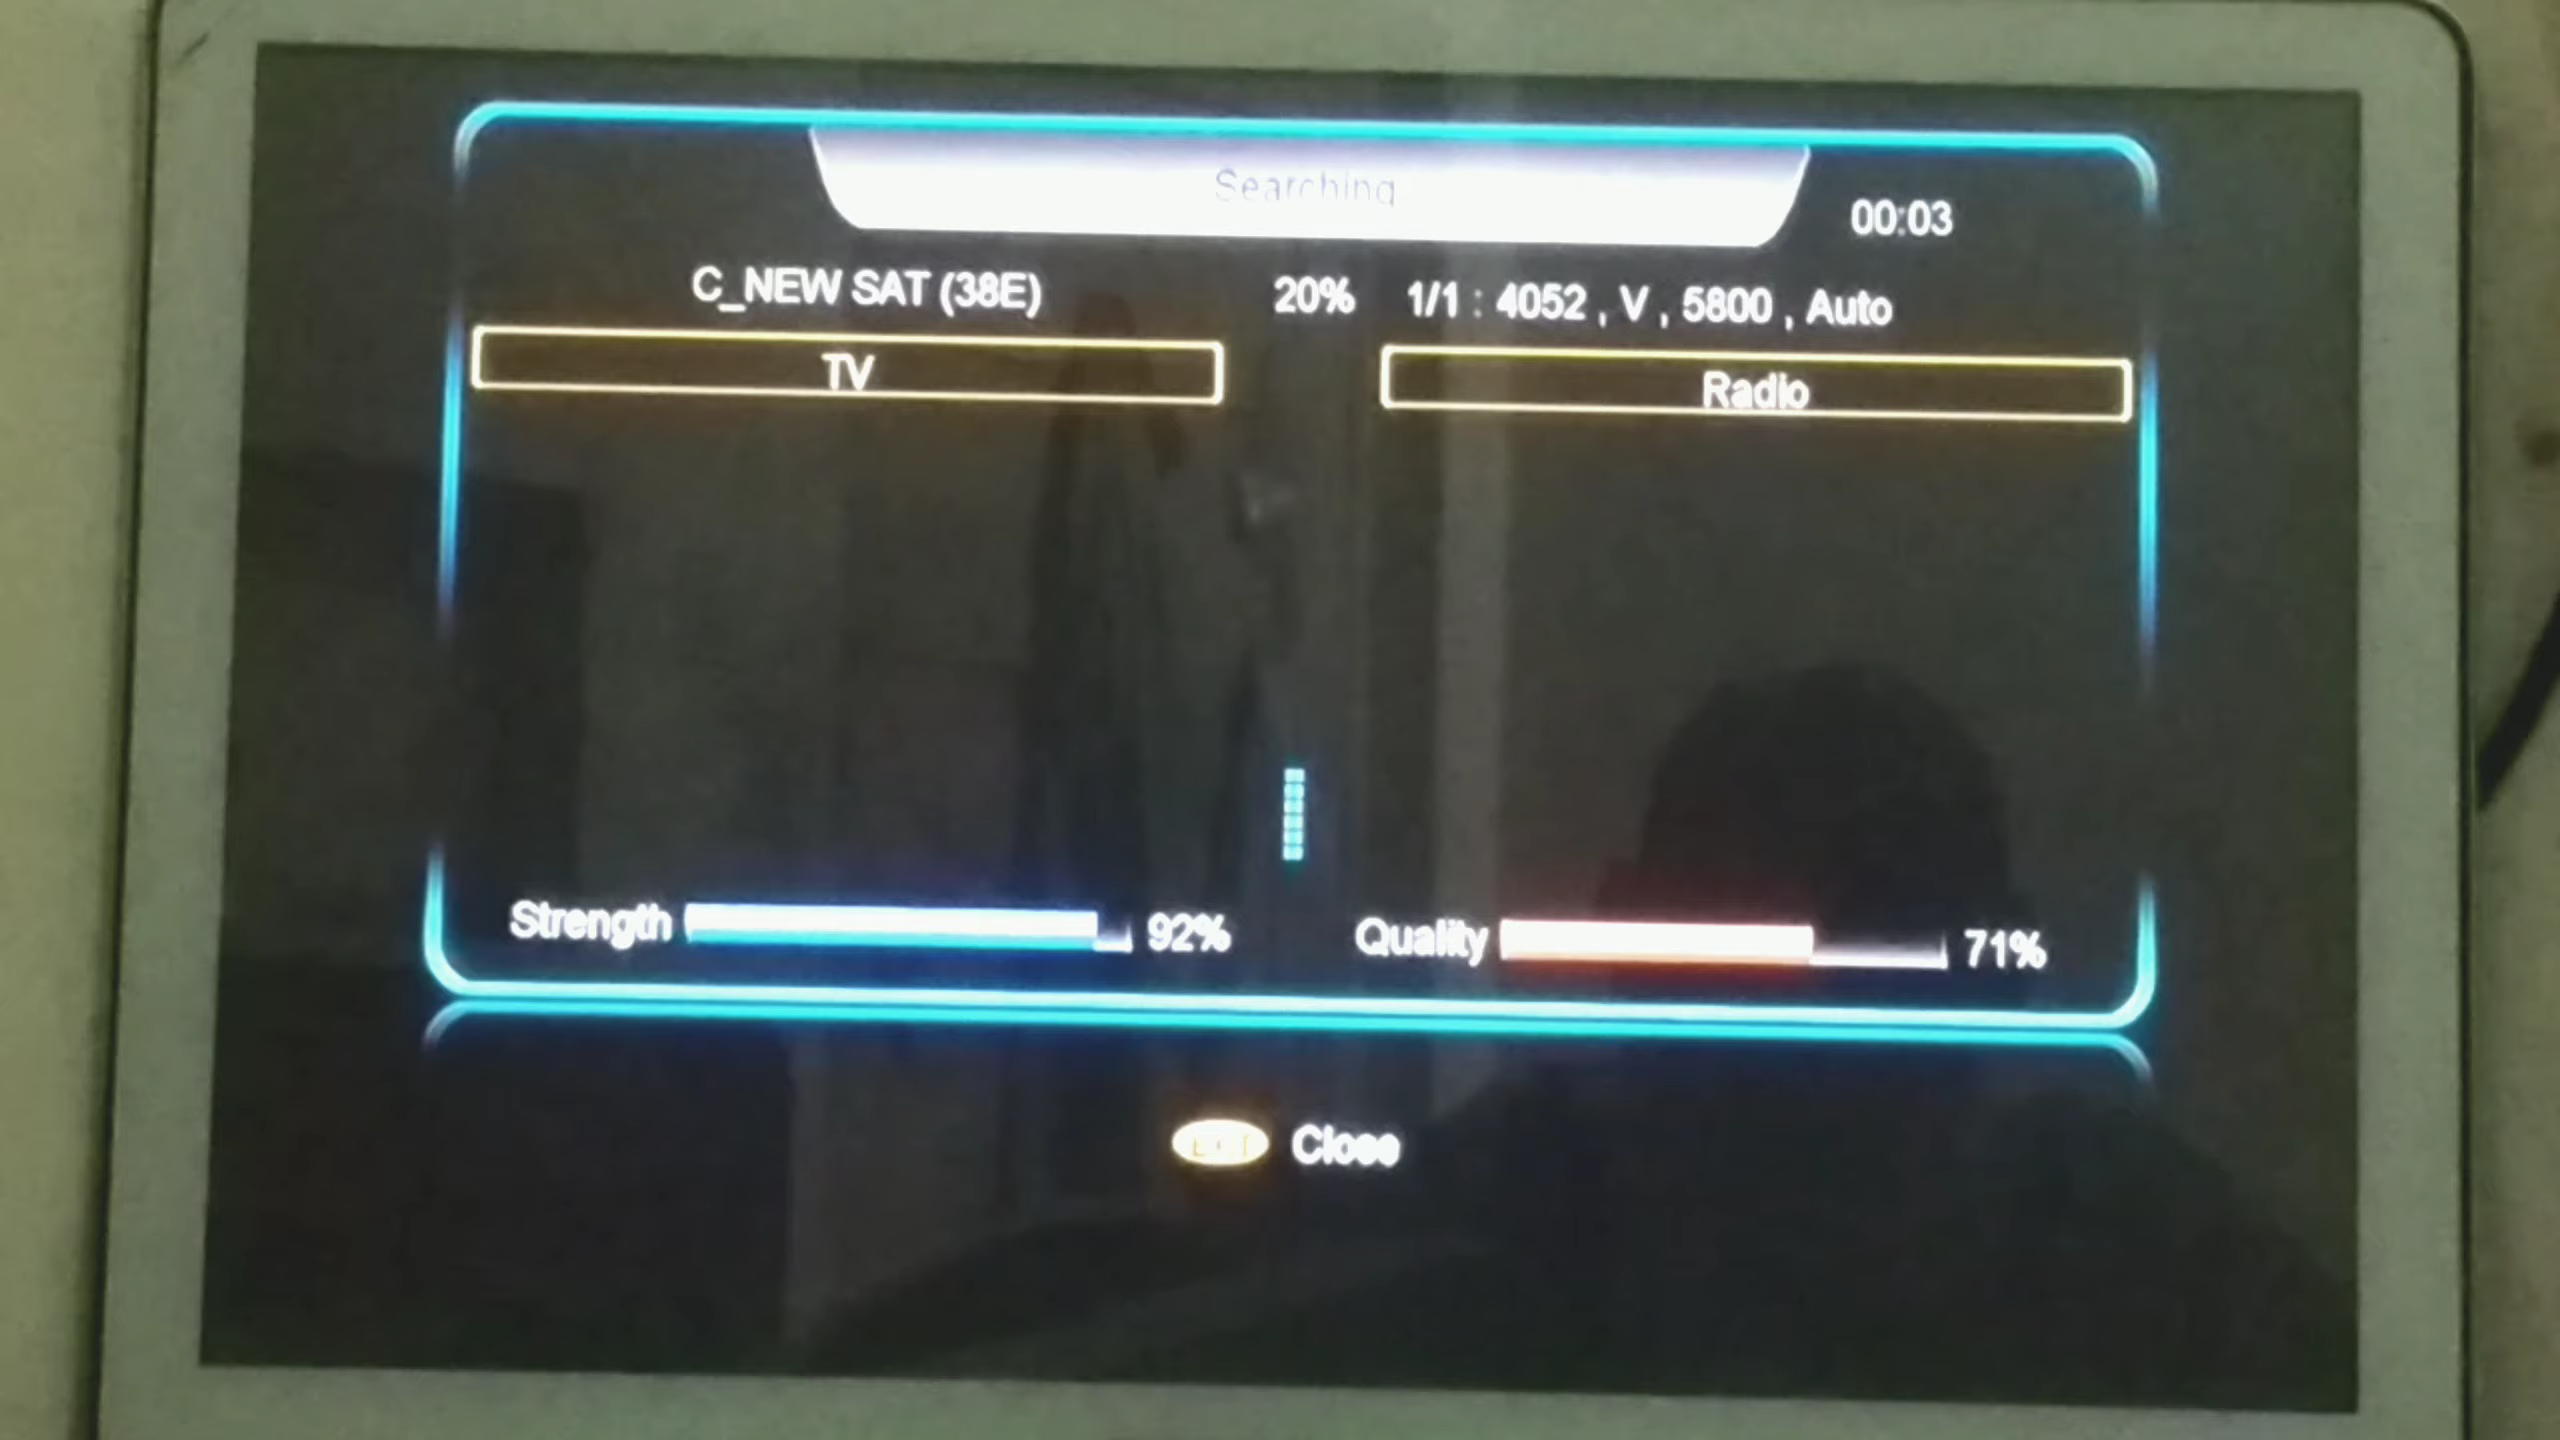 Searching
00:03
C_NEW SAT (38E) 20% 1/1 : 4052 , V , 5800 , Auto
TV Radio
Strength 92% Quality 71%
EXIT Close